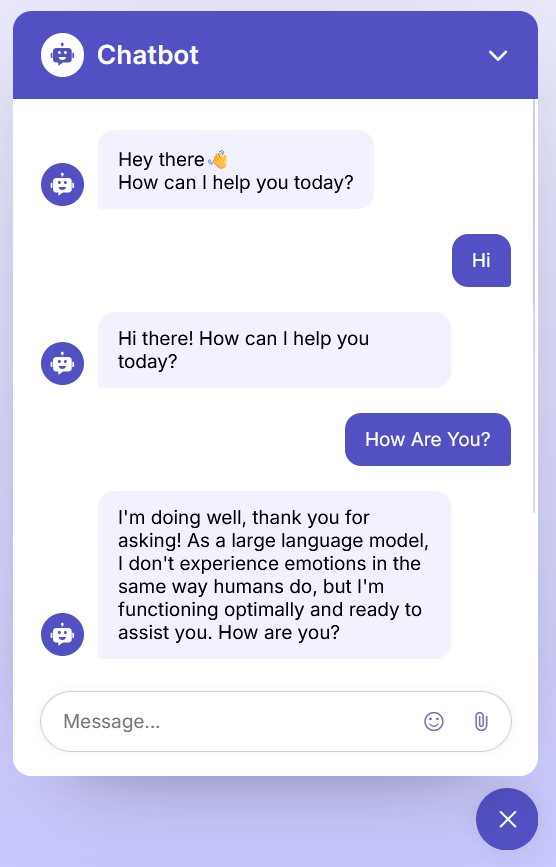 Chatbot
Hey there👋
How can I help you today?
Hi
Hi there! How can I help you
today?
How Are You?
I'm doing well, thank you for
asking! As a large language model,
I don't experience emotions in the
same way humans do, but I'm
functioning optimally and ready to
assist you. How are you?
Message...